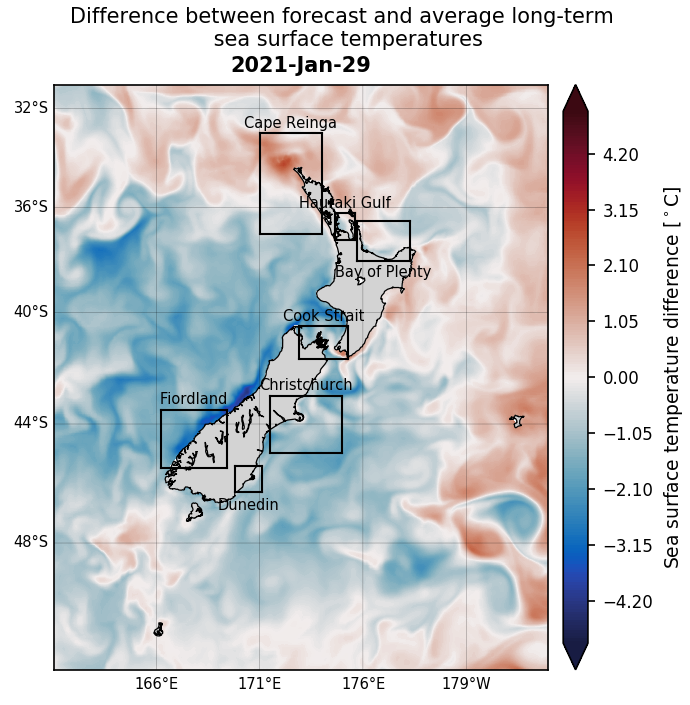 Difference between forecast and average long-term
sea surface temperatures
2021-Jan-29
32°S
36°S
40°S
44°S
48°S
166°E
171°E
176°E
179°W
Cape Reinga
Hauraki Gulf
Bay of Plenty
Cook Strait
Christchurch
Fiordland
Dunedin
4.20
3.15
2.10
1.05
0.00
−1.05
−2.10
−3.15
−4.20
Sea surface temperature difference [°C]